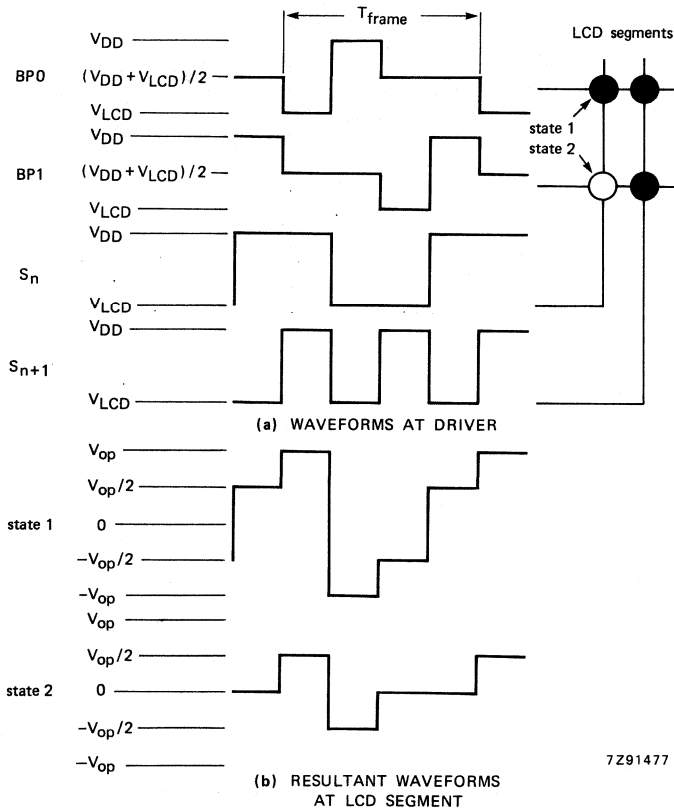 T_frame
LCD segments
BP0
V_DD
(V_DD + V_LCD)/2
V_LCD
state 1
state 2
BP1
V_DD
(V_DD + V_LCD)/2
V_LCD
S_n
V_DD
V_LCD
S_n+1
V_DD
V_LCD
(a) WAVEFORMS AT DRIVER
state 1
V_op
V_op/2
0
-V_op/2
-V_op
state 2
V_op
V_op/2
0
-V_op/2
-V_op
7Z91477
(b) RESULTANT WAVEFORMS
AT LCD SEGMENT